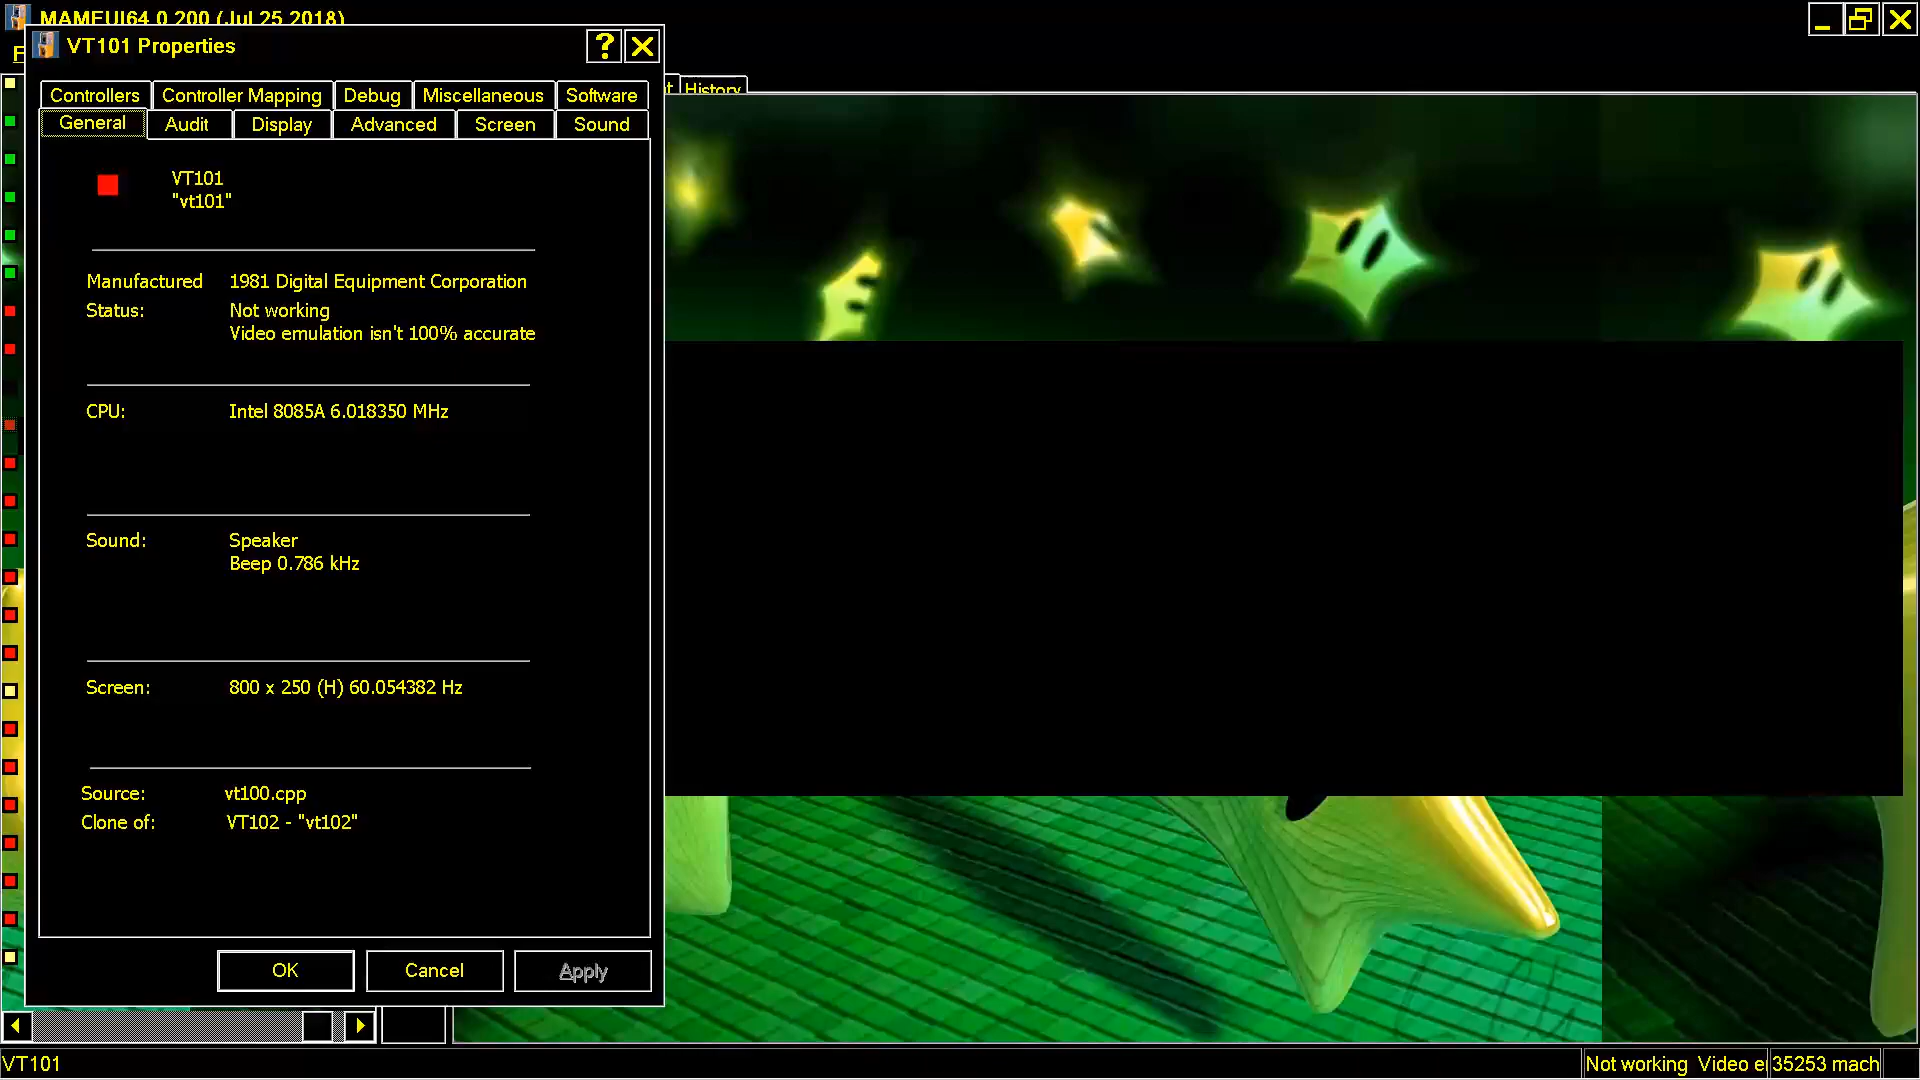 MAMEUI64 0.200 (Jul 25 2018)
VT101 Properties
?
F
Controllers
Controller Mapping
Debug
Miscellaneous
Software
General
Audit
Display
Advanced
Screen
Sound
t
History
VT101
"vt101"
Manufactured 1981 Digital Equipment Corporation
Status: Not working
Video emulation isn't 100% accurate
CPU: Intel 8085A 6.018350 MHz
Sound: Speaker
Beep 0.786 kHz
Screen: 800 x 250 (H) 60.054382 Hz
Source: vt100.cpp
Clone of: VT102 - "vt102"
OK
Cancel
Apply
VT101
Not working Video e
35253 mach